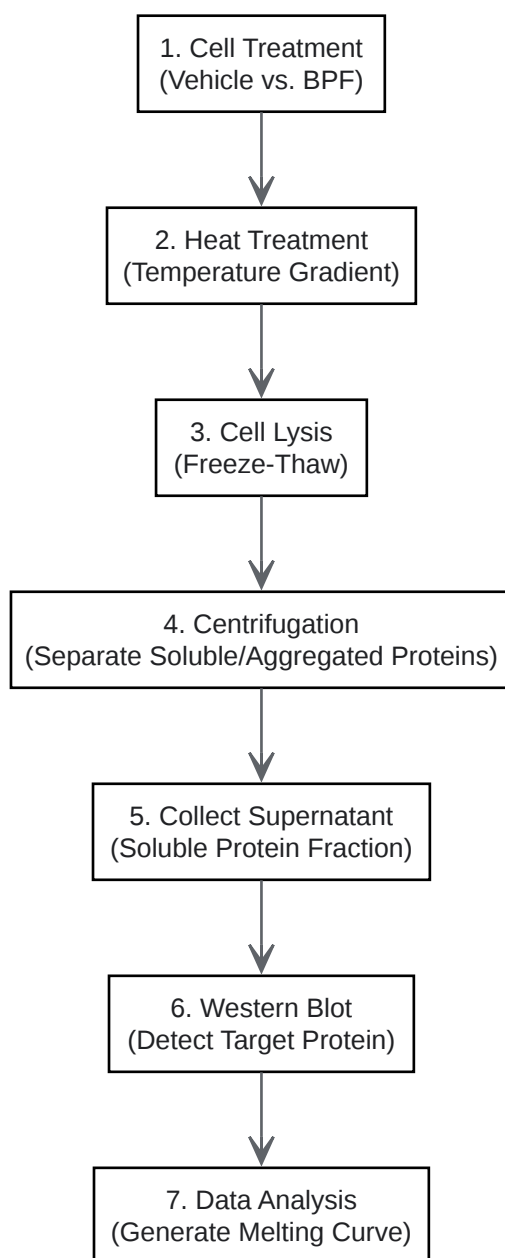 1. Cell Treatment
(Vehicle vs. BPF)
2. Heat Treatment
(Temperature Gradient)
3. Cell Lysis
(Freeze-Thaw)
4. Centrifugation
(Separate Soluble/Aggregated Proteins)
5. Collect Supernatant
(Soluble Protein Fraction)
6. Western Blot
(Detect Target Protein)
7. Data Analysis
(Generate Melting Curve)